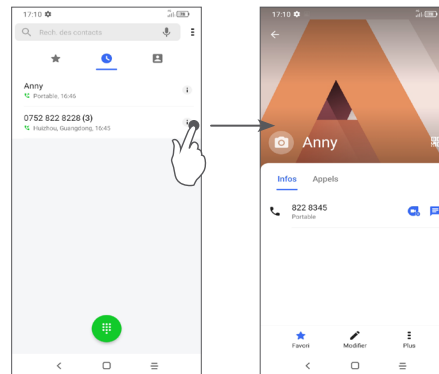 17:10
Rech. des contacts
Anny
Portable, 16:46
0752 822 8228 (3)
Huizhou, Guangdong, 16:45
17:10
Anny
Infos
Appels
822 8345
Portable
Favori
Modifier
Plus